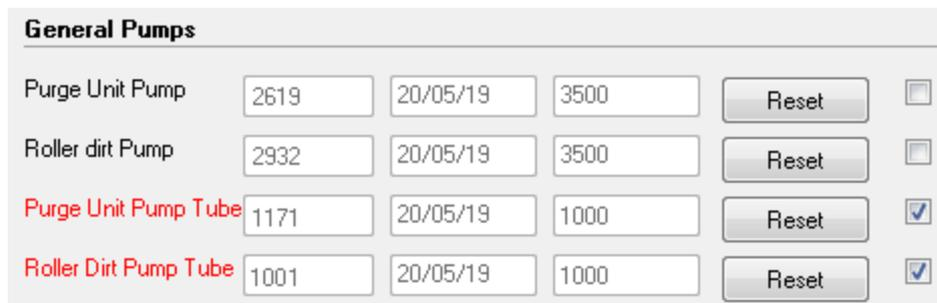 General Pumps
Purge Unit Pump 2619 20/05/19 3500 Reset
Roller dirt Pump 2932 20/05/19 3500 Reset
Purge Unit Pump Tube 1171 20/05/19 1000 Reset
Roller Dirt Pump Tube 1001 20/05/19 1000 Reset